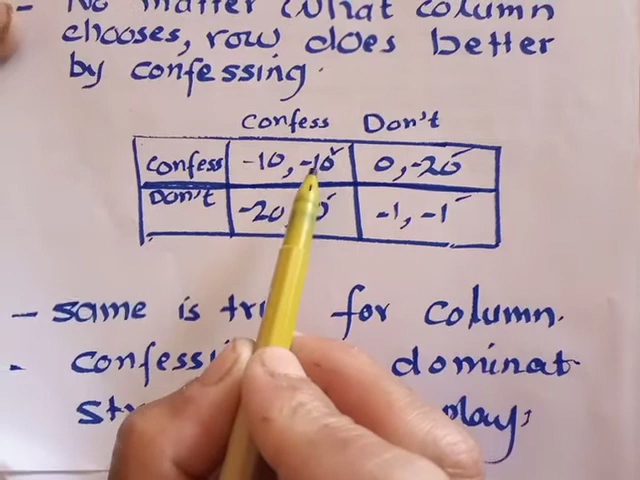 - No matter what column
chooses, row does better
by confessing.
Confess Don't
Confess -10, -10 0, -20
Don't -20, -1, -1
- same is for column.
- dominat
play,